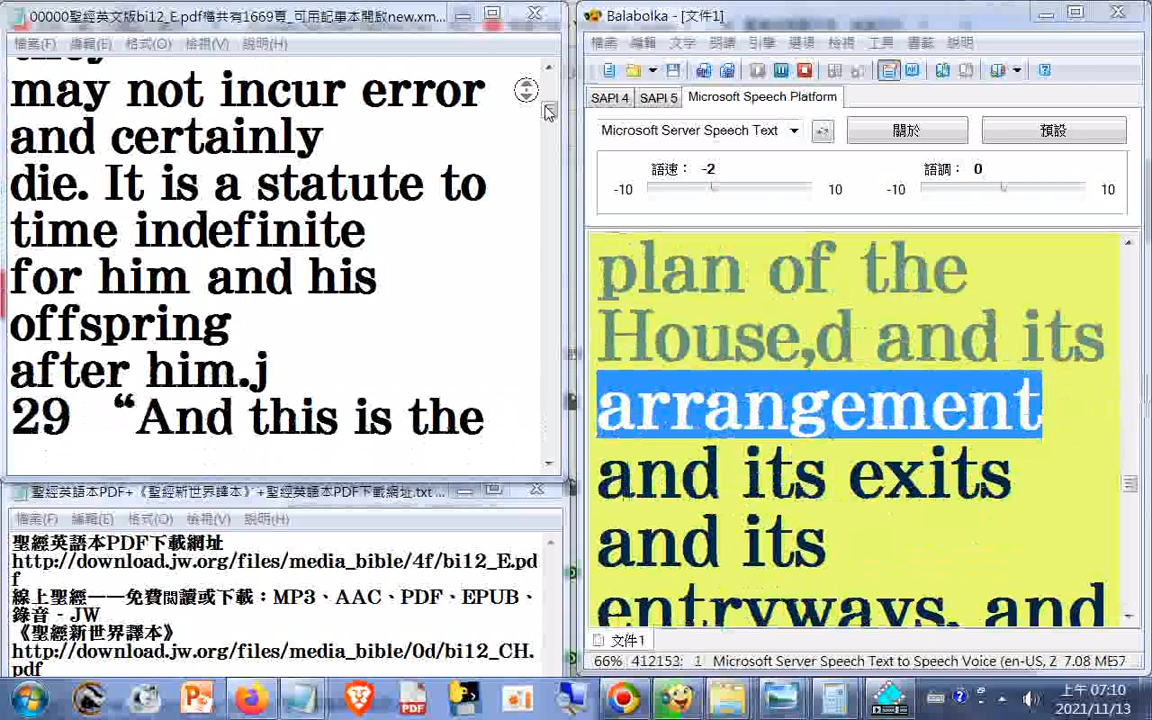 00000聖經英文版bi12_E.pdf檔共有1669頁_可用記事本開啟new.xm...
檔案(F) 編輯(E) 格式(O) 檢視(V) 說明(H)
they
may not incur error
and certainly
die. It is a statute to
time indefinite
for him and his
offspring
after him.j
29 “And this is the
聖經英語本PDF+《聖經新世界譯本》+聖經英語本PDF下載網址.txt ...
檔案(F) 編輯(E) 格式(O) 檢視(V) 說明(H)
聖經英語本PDF下載網址
http://download.jw.org/files/media_bible/4f/bi12_E.pd
f
線上聖經——免費閱讀或下載：MP3、AAC、PDF、EPUB、
錄音 - JW
《聖經新世界譯本》
http://download.jw.org/files/media_bible/0d/bi12_CH.
pdf
Balabolka - [文件1]
檔案 編輯 文字 朗讀 引擎 選項 檢視 工具 書籤 說明
SAPI 4 SAPI 5 Microsoft Speech Platform
Microsoft Server Speech Text 關於 預設
語速： -2 語調： 0
-10 10 -10 10
plan of the
House,d and its
arrangement
and its exits
and its
entryways, and
文件1
66% 412153: 1 Microsoft Server Speech Text to Speech Voice (en-US, Z 7.08 MB
上午 07:10
2021/11/13